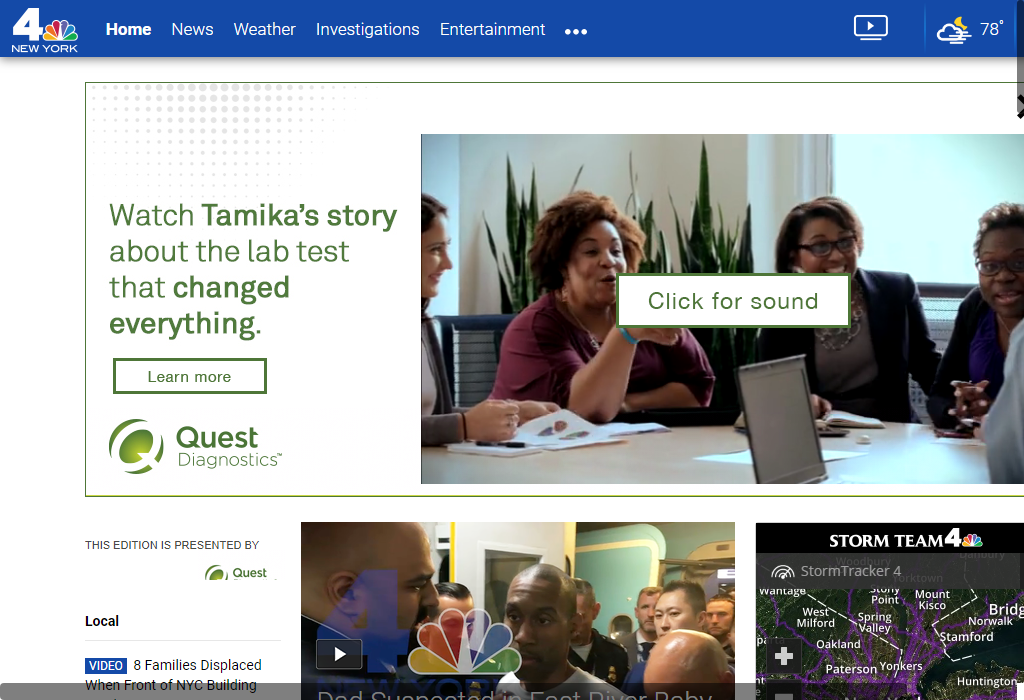 4
NEW YORK
Home News Weather Investigations Entertainment
78°
Watch Tamika's story
about the lab test
that changed
everything.
Learn more
Quest
Diagnostics™
Click for sound
THIS EDITION IS PRESENTED BY
Quest
Local
VIDEO 8 Families Displaced
When Front of NYC Building
Dad Suspected in East River Baby
STORM TEAM 4
StormTracker 4
Woodbury
Danbury
Yorktown
Wantage
Stony
Point
Mount
Kisco
West
Milford
Spring
Valley
Norwalk
Stamford
Oakland
Paterson
Yonkers
Huntington